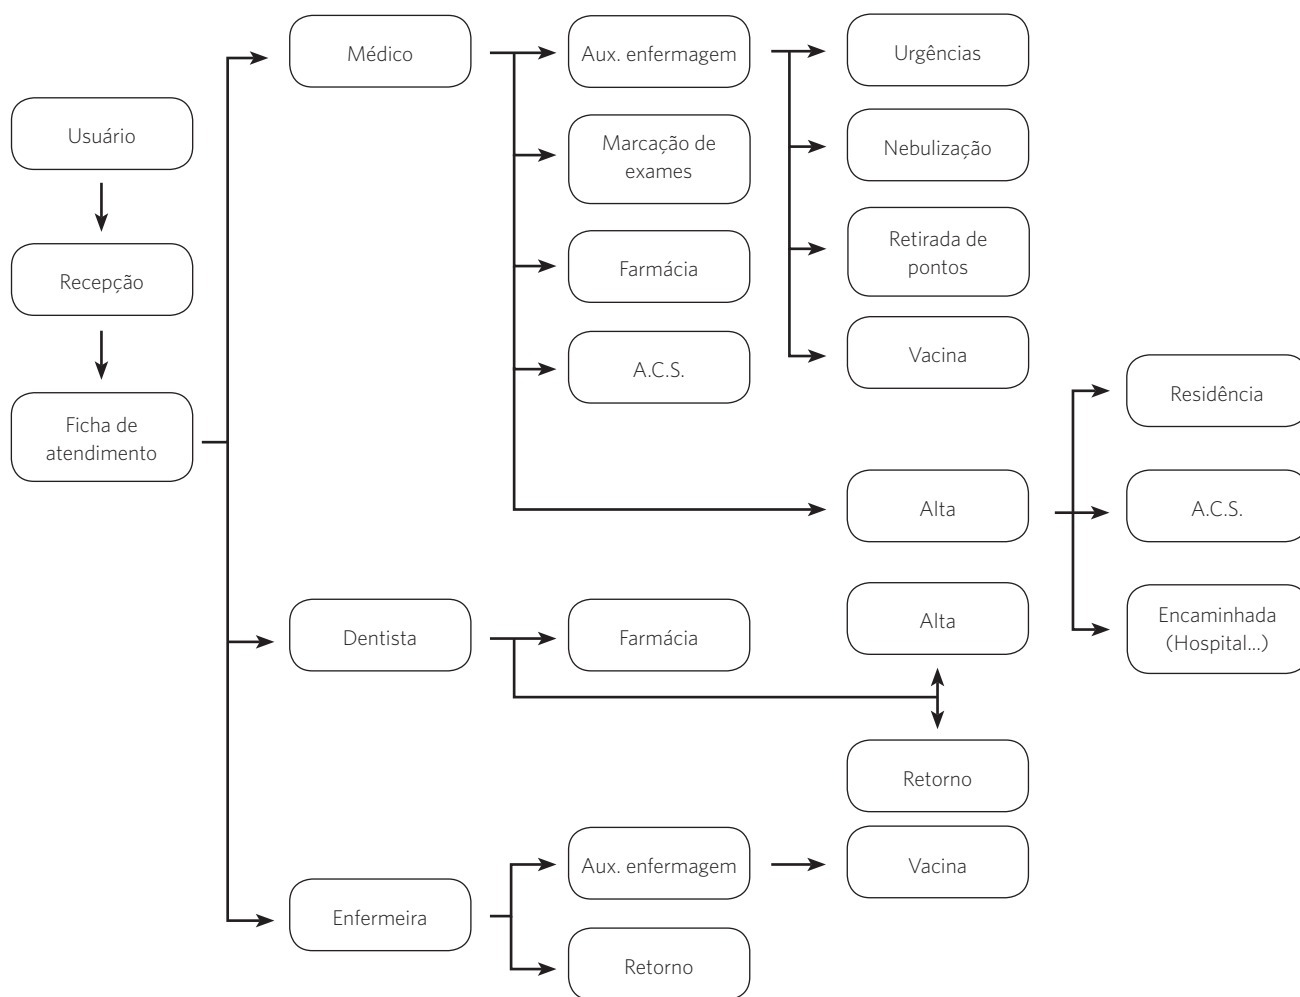 Usuário
Recepção
Ficha de
atendimento
Médico
Aux. enfermagem
Urgências
Marcação de
exames
Nebulização
Farmácia
Retirada de
pontos
A.C.S.
Vacina
Alta
Residência
A.C.S.
Encaminhada
(Hospital...)
Dentista
Farmácia
Alta
Retorno
Enfermeira
Aux. enfermagem
Vacina
Retorno